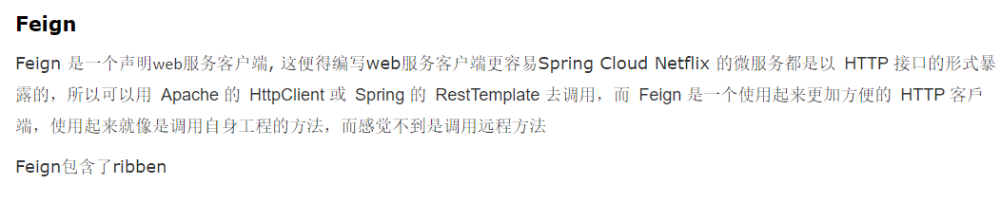 Feign
Feign 是一个声明web服务客户端, 这便得编写web服务客户端更容易Spring Cloud Netflix 的微服务都是以 HTTP 接口的形式暴
露的，所以可以用 Apache 的 HttpClient 或 Spring 的 RestTemplate 去调用，而 Feign 是一个使用起来更加方便的 HTTP 客戶
端，使用起来就像是调用自身工程的方法，而感觉不到是调用远程方法
Feign包含了ribben